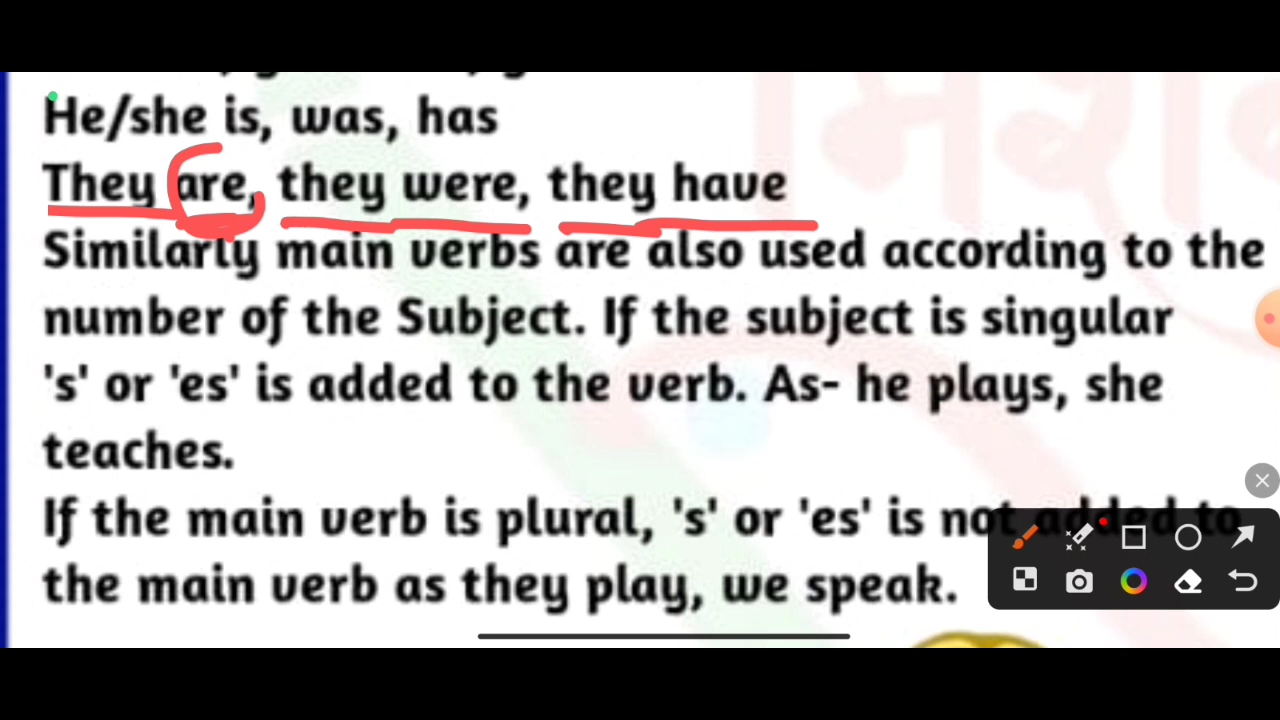 He/she is, was, has
They are, they were, they have
Similarly main verbs are also used according to the
number of the Subject. If the subject is singular
's' or 'es' is added to the verb. As- he plays, she
teaches.
If the main verb is plural, 's' or 'es' is not added to
the main verb as they play, we speak.